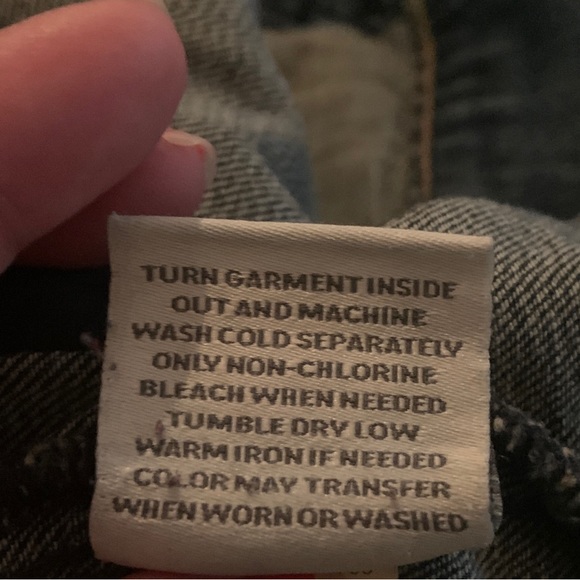 TURN GARMENT INSIDE
OUT AND MACHINE
WASH COLD SEPARATELY
ONLY NON-CHLORINE
BLEACH WHEN NEEDED
TUMBLE DRY LOW
WARM IRON IF NEEDED
COLOR MAY TRANSFER
WHEN WORN OR WASHED